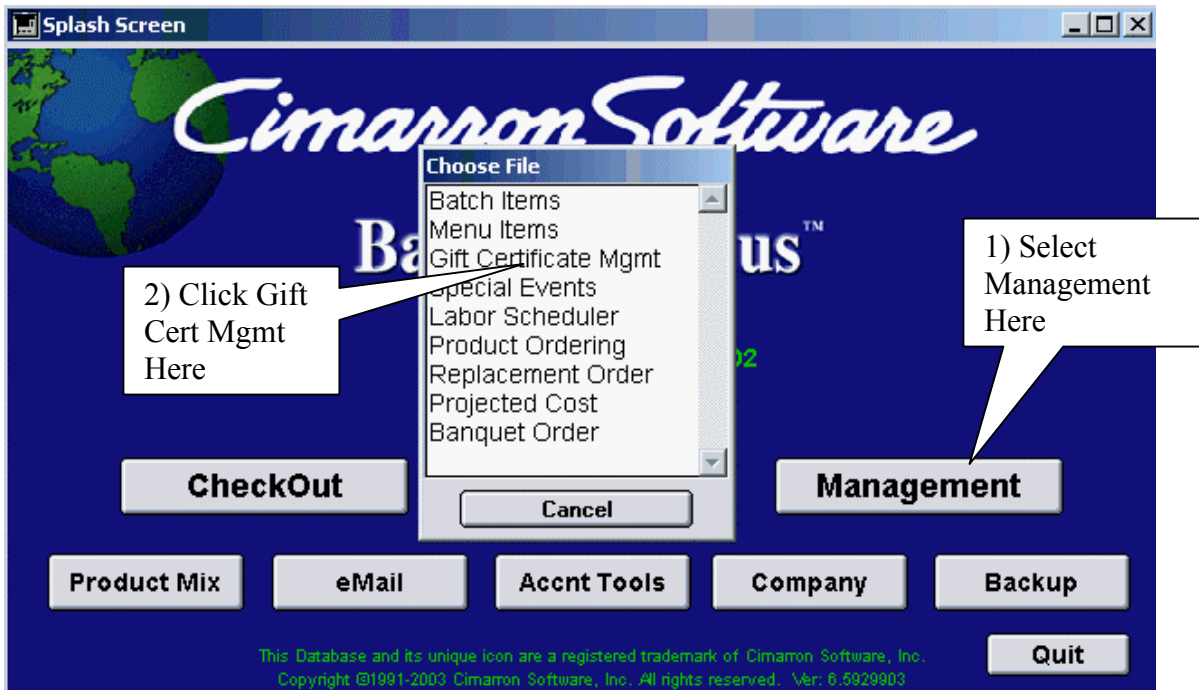 Splash Screen
Cimarron Software
Choose File
Batch Items
Menu Items
Gift Certificate Mgmt
Special Events
Labor Scheduler
Product Ordering
Replacement Order
Projected Cost
Banquet Order
Cancel
Ba us™
2) Click Gift
Cert Mgmt
Here
1) Select
Management
Here
CheckOut
Management
Product Mix
eMail
Accnt Tools
Company
Backup
This Database and its unique icon are a registered trademark of Cimarron Software, Inc.
Copyright ©1991-2003 Cimarron Software, Inc. All rights reserved. Ver: 6.5929903
Quit